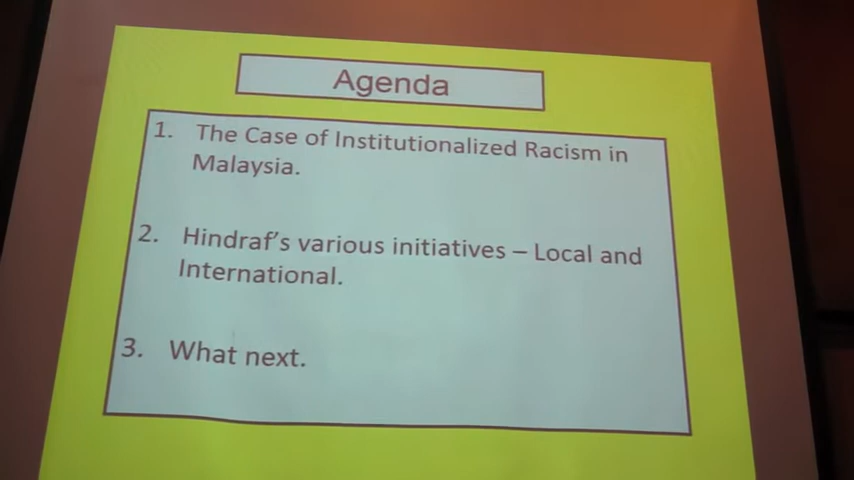 Agenda
1. The Case of Institutionalized Racism in
Malaysia.
2. Hindraf's various initiatives – Local and
International.
3. What next.